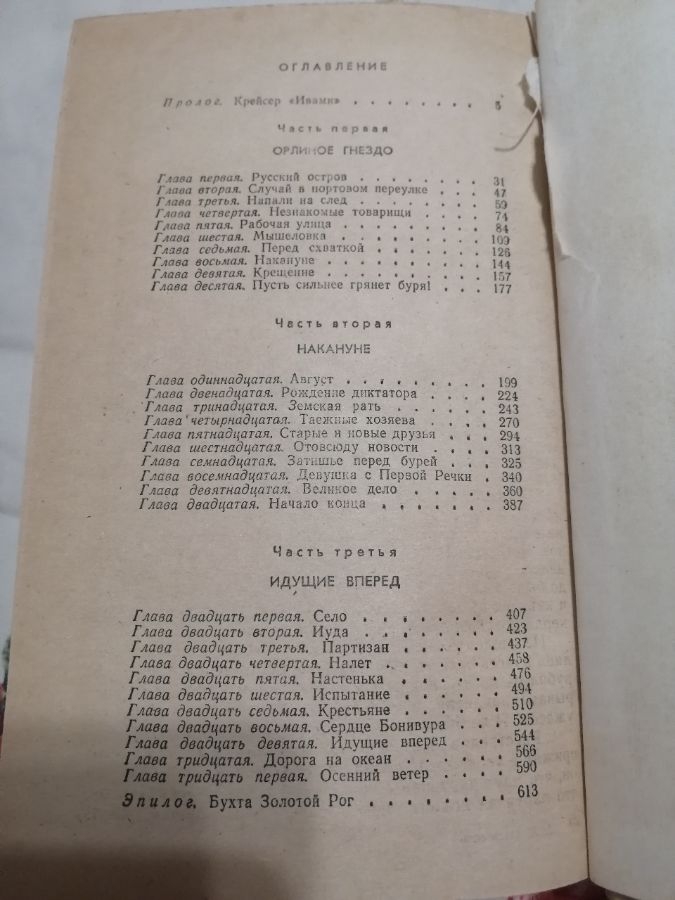 ОГЛАВЛЕНИЕ
Пролог. Крейсер «Ивами» . . . . . . . . 5
Часть первая
ОРЛИНОЕ ГНЕЗДО
Глава первая. Русский остров . . . . . . . . 31
Глава вторая. Случай в портовом переулке . . . 47
Глава третья. Напали на след . . . . . . . . 59
Глава четвертая. Незнакомые товарищи . . . . 74
Глава пятая. Рабочая улица . . . . . . . . 84
Глава шестая. Мышеловка . . . . . . . . 109
Глава седьмая. Перед схваткой . . . . . . . 126
Глава восьмая. Накануне . . . . . . . . . 144
Глава девятая. Крещение . . . . . . . . . 157
Глава десятая. Пусть сильнее грянет буря! . . . 177
Часть вторая
НАКАНУНЕ
Глава одиннадцатая. Август . . . . . . . . . 199
Глава двенадцатая. Рождение диктатора . . . . 224
Глава тринадцатая. Земская рать . . . . . . 243
Глава четырнадцатая. Таежные хозяева . . . . 270
Глава пятнадцатая. Старые и новые друзья . . . 294
Глава шестнадцатая. Отовсюду новости . . . . 313
Глава семнадцатая. Затишье перед бурей . . . 325
Глава восемнадцатая. Девушка с Первой Речки . 340
Глава девятнадцатая. Великое дело . . . . . 360
Глава двадцатая. Начало конца . . . . . . . 387
Часть третья
ИДУЩИЕ ВПЕРЕД
Глава двадцать первая. Село . . . . . . . . 407
Глава двадцать вторая. Иуда . . . . . . . . 423
Глава двадцать третья. Партизан . . . . . . 437
Глава двадцать четвертая. Налет . . . . . . 458
Глава двадцать пятая. Настенька . . . . . . 476
Глава двадцать шестая. Испытание . . . . . 494
Глава двадцать седьмая. Крестьяне . . . . . 510
Глава двадцать восьмая. Сердце Бонивура . . . 525
Глава двадцать девятая. Идущие вперед . . . 544
Глава тридцатая. Дорога на океан . . . . . . 566
Глава тридцать первая. Осенний ветер . . . . 590
Эпилог. Бухта Золотой Рог . . . . . . . . 613